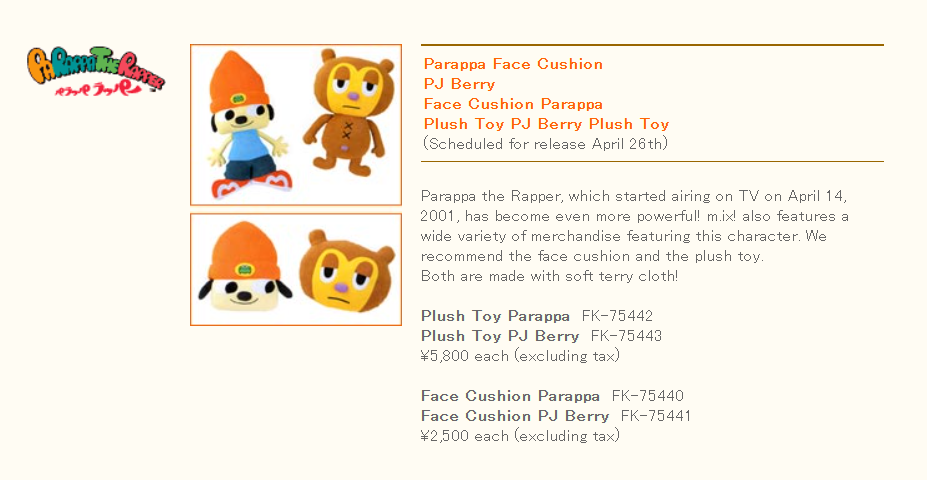 PARAPPA THE RAPPER
パラッパラッパー
Parappa Face Cushion
PJ Berry
Face Cushion Parappa
Plush Toy PJ Berry Plush Toy
(Scheduled for release April 26th)
Parappa the Rapper, which started airing on TV on April 14,
2001, has become even more powerful! m.ix! also features a
wide variety of merchandise featuring this character. We
recommend the face cushion and the plush toy.
Both are made with soft terry cloth!
Plush Toy Parappa FK-75442
Plush Toy PJ Berry FK-75443
¥5,800 each (excluding tax)
Face Cushion Parappa FK-75440
Face Cushion PJ Berry FK-75441
¥2,500 each (excluding tax)